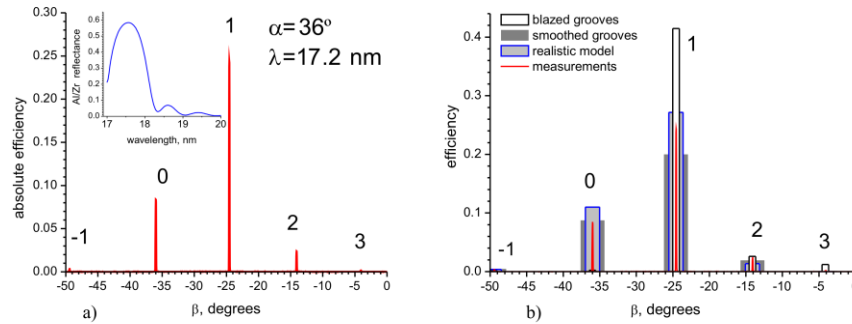 1
α=36º
λ=17.2 nm
0.30
0.25
0.20
0.15
0.10
0.05
0.00
absolute efficiency
Al/Zr reflectance
0.6
0.5
0.4
0.3
0.2
0.1
0.0
17 18 19 20
wavelength, nm
0
-1
2
3
-50 -45 -40 -35 -30 -25 -20 -15 -10 -5 0
β, degrees
a)
blazed grooves
smoothed grooves
realistic model
measurements
0.4
0.3
0.2
0.1
0.0
efficiency
1
0
-1
2
3
-50 -45 -40 -35 -30 -25 -20 -15 -10 -5 0
β, degrees
b)